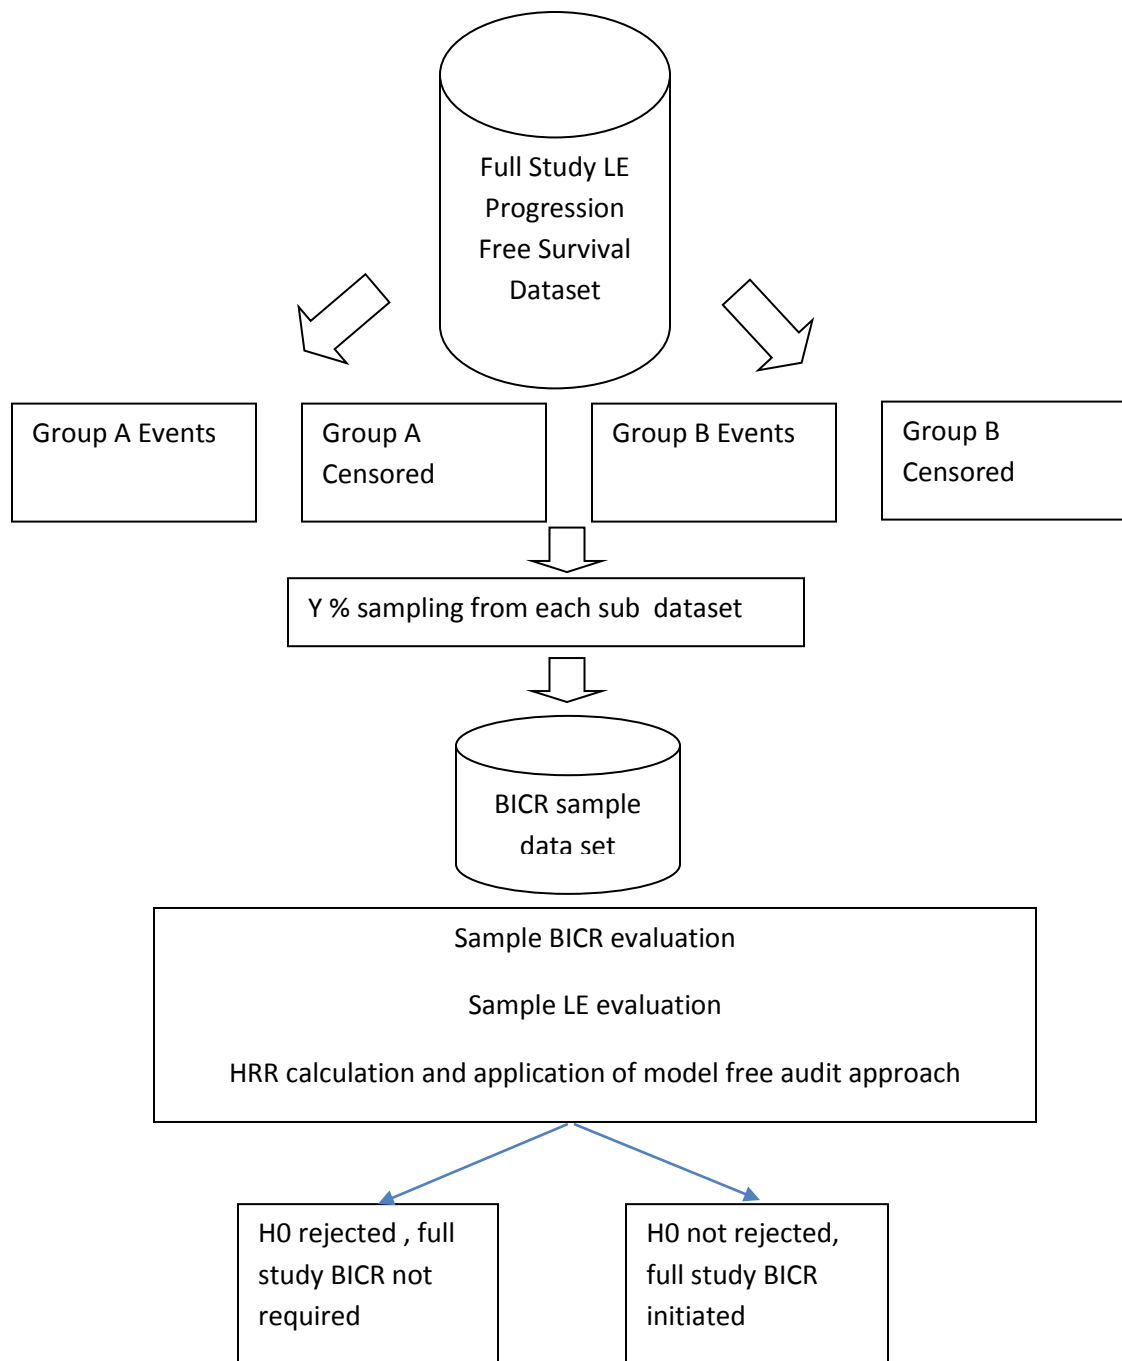 Full Study LE
Progression
Free Survival
Dataset
Group A Events
Group A
Censored
Group B Events
Group B
Censored
Y % sampling from each sub  dataset
BICR sample
data set
Sample BICR evaluation
Sample LE evaluation
HRR calculation and application of model free audit approach
H0 rejected , full
study BICR not
required
H0 not rejected,
full study BICR
initiated